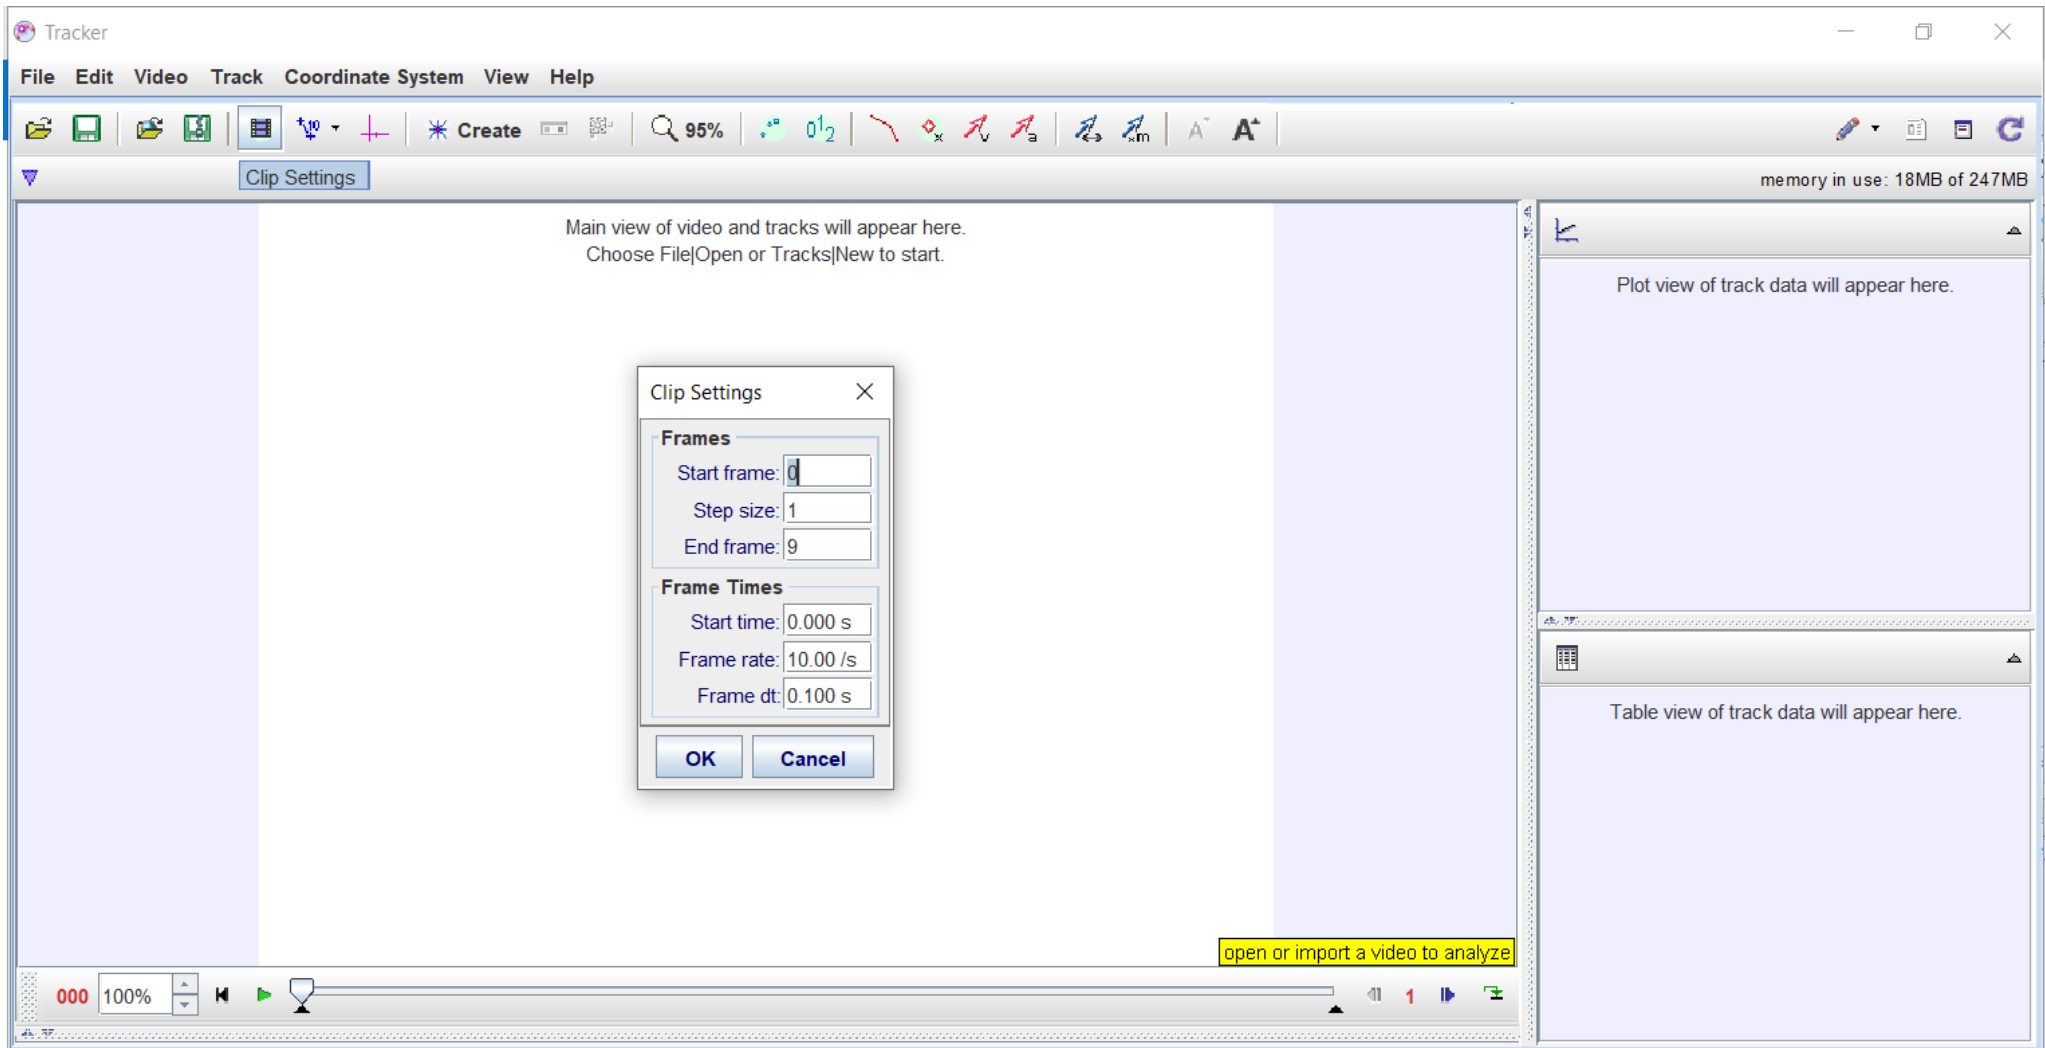 Tracker
File Edit Video Track Coordinate System View Help
Create 95% 0 1 2 x v a m A A
Clip Settings
memory in use: 18MB of 247MB
Main view of video and tracks will appear here.
Choose File|Open or Tracks|New to start.
Plot view of track data will appear here.
Clip Settings
Frames
Start frame: 0
Step size: 1
End frame: 9
Frame Times
Start time: 0.000 s
Frame rate: 10.00 /s
Frame dt: 0.100 s
OK Cancel
Table view of track data will appear here.
open or import a video to analyze
000 100% 1